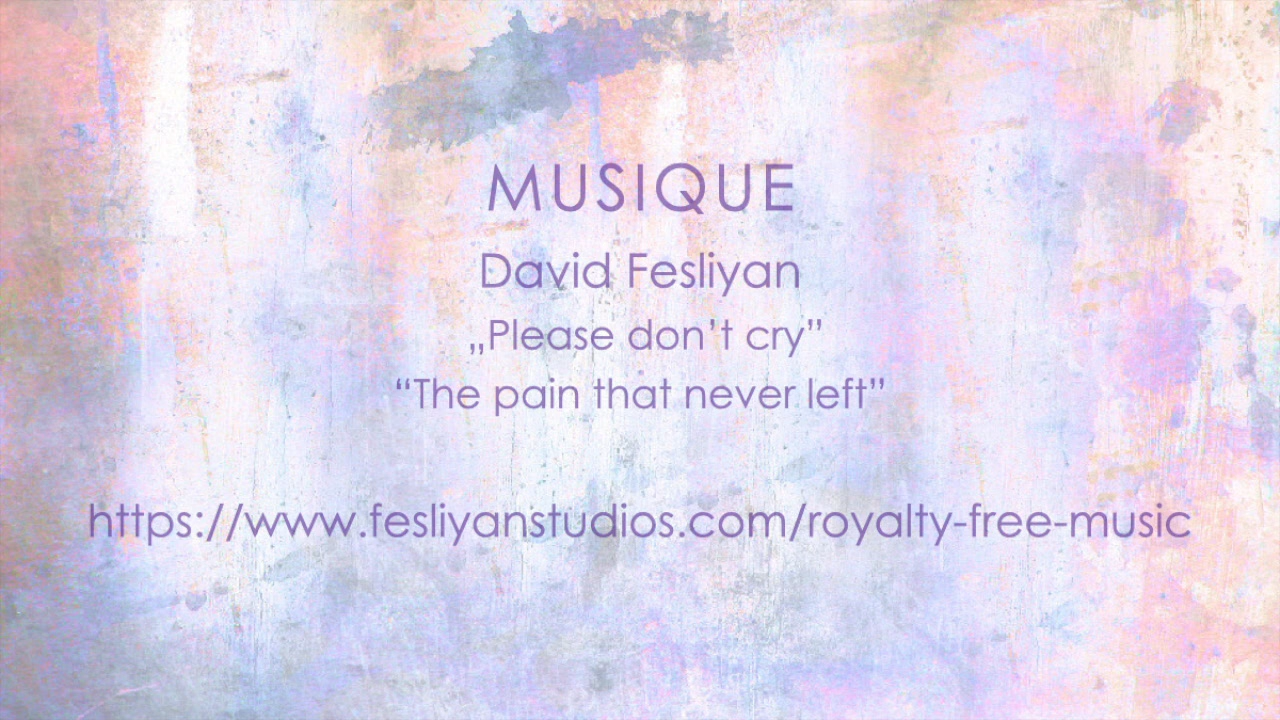 MUSIQUE
David Fesliyan
„Please don’t cry”
“The pain that never left”
https://www.fesliyanstudios.com/royalty-free-music